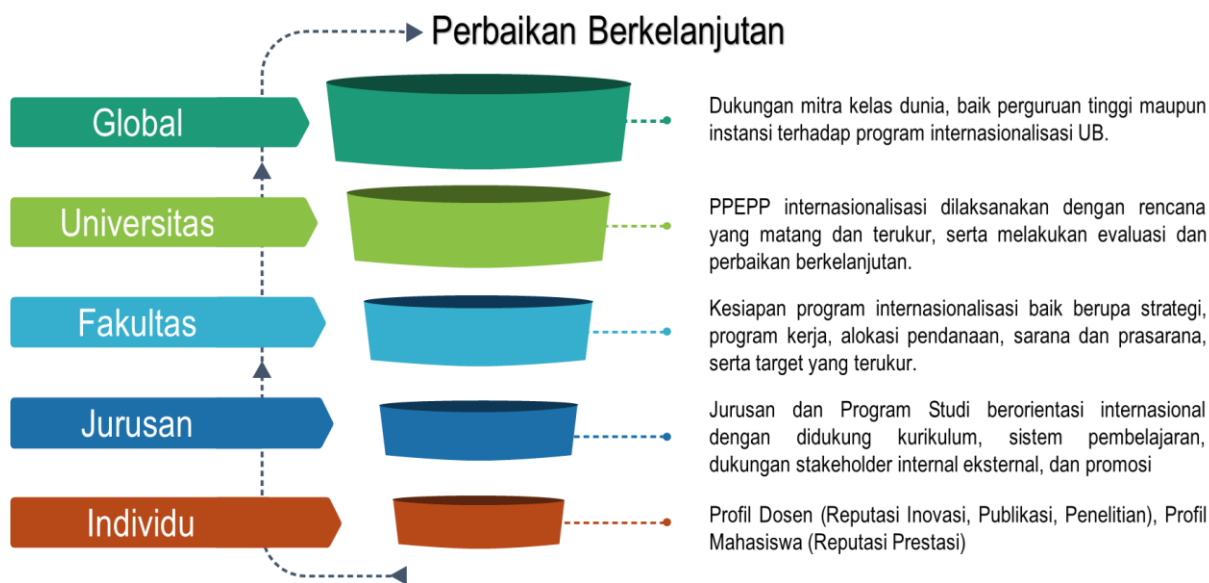 Perbaikan Berkelanjutan
Global
Dukungan mitra kelas dunia, baik perguruan tinggi maupun
instansi terhadap program internasionalisasi UB.
Universitas
PPEPP internasionalisasi dilaksanakan dengan rencana
yang matang dan terukur, serta melakukan evaluasi dan
perbaikan berkelanjutan.
Fakultas
Kesiapan program internasionalisasi baik berupa strategi,
program kerja, alokasi pendanaan, sarana dan prasarana,
serta target yang terukur.
Jurusan
Jurusan dan Program Studi berorientasi internasional
dengan didukung kurikulum, sistem pembelajaran,
dukungan stakeholder internal eksternal, dan promosi
Individu
Profil Dosen (Reputasi Inovasi, Publikasi, Penelitian), Profil
Mahasiswa (Reputasi Prestasi)